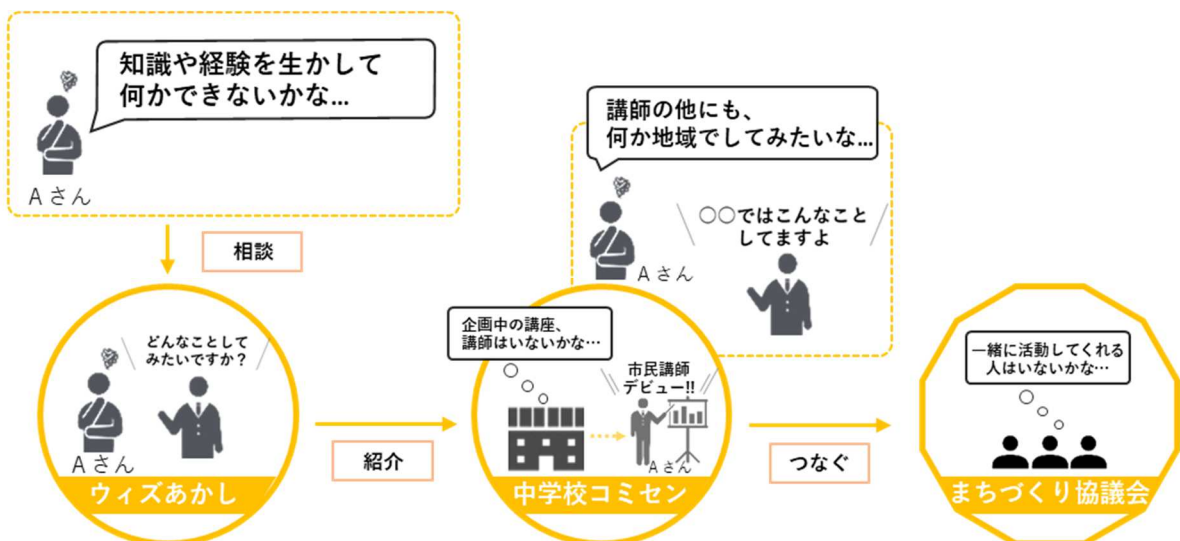 知識や経験を生かして
何かできないかな…
Aさん
相談
どんなことして
みたいですか？
Aさん
ウィズあかし
紹介
企画中の講座、
講師はいないかな…
市民講師
デビュー!!
Aさん
中学校コミセン
講師の他にも、
何か地域でしてみたいな…
Aさん
○○ではこんなこと
してますよ
つなぐ
一緒に活動してくれる
人はいないかな…
まちづくり協議会